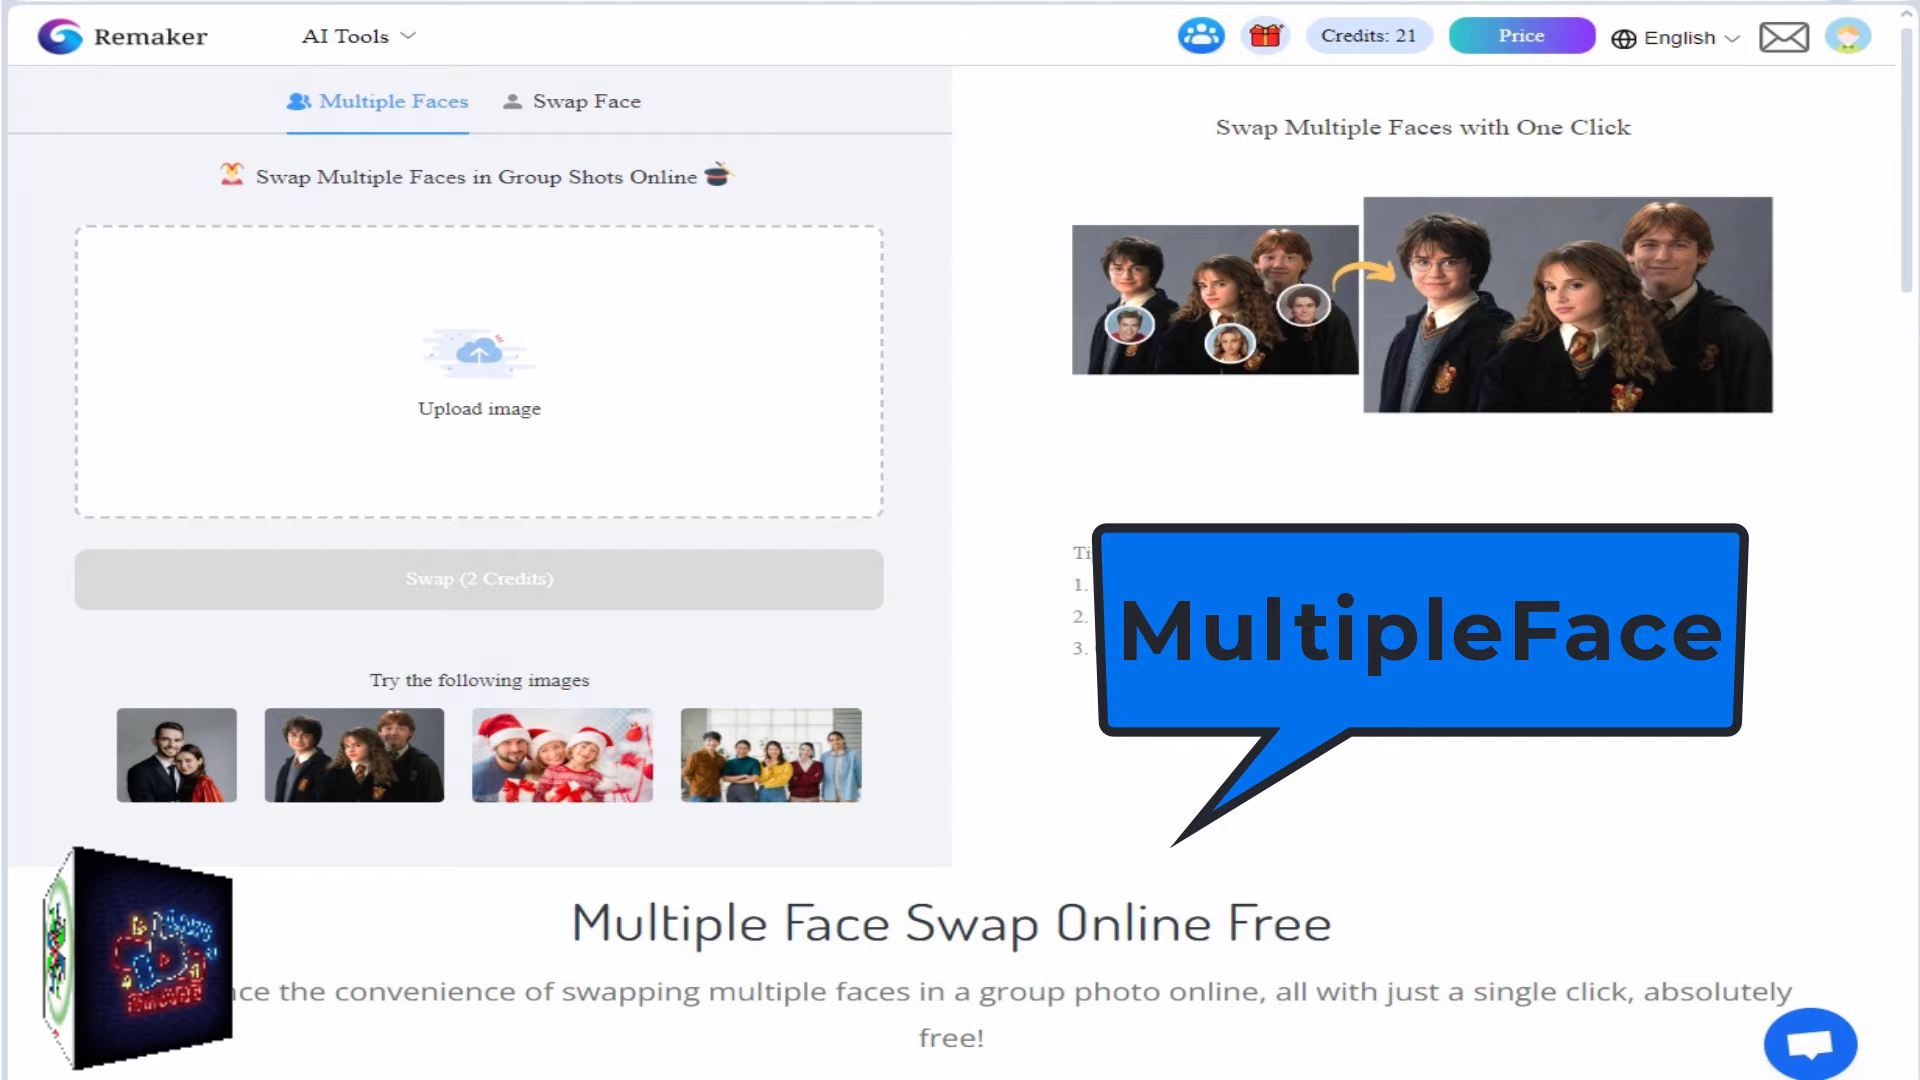 Remaker
AI Tools
Credits: 21
Price
English
Multiple Faces
Swap Face
Swap Multiple Faces in Group Shots Online
Upload image
Swap (2 Credits)
Try the following images
Swap Multiple Faces with One Click
1.
2.
3.
MultipleFace
Multiple Face Swap Online Free
the convenience of swapping multiple faces in a group photo online, all with just a single click, absolutely
free!